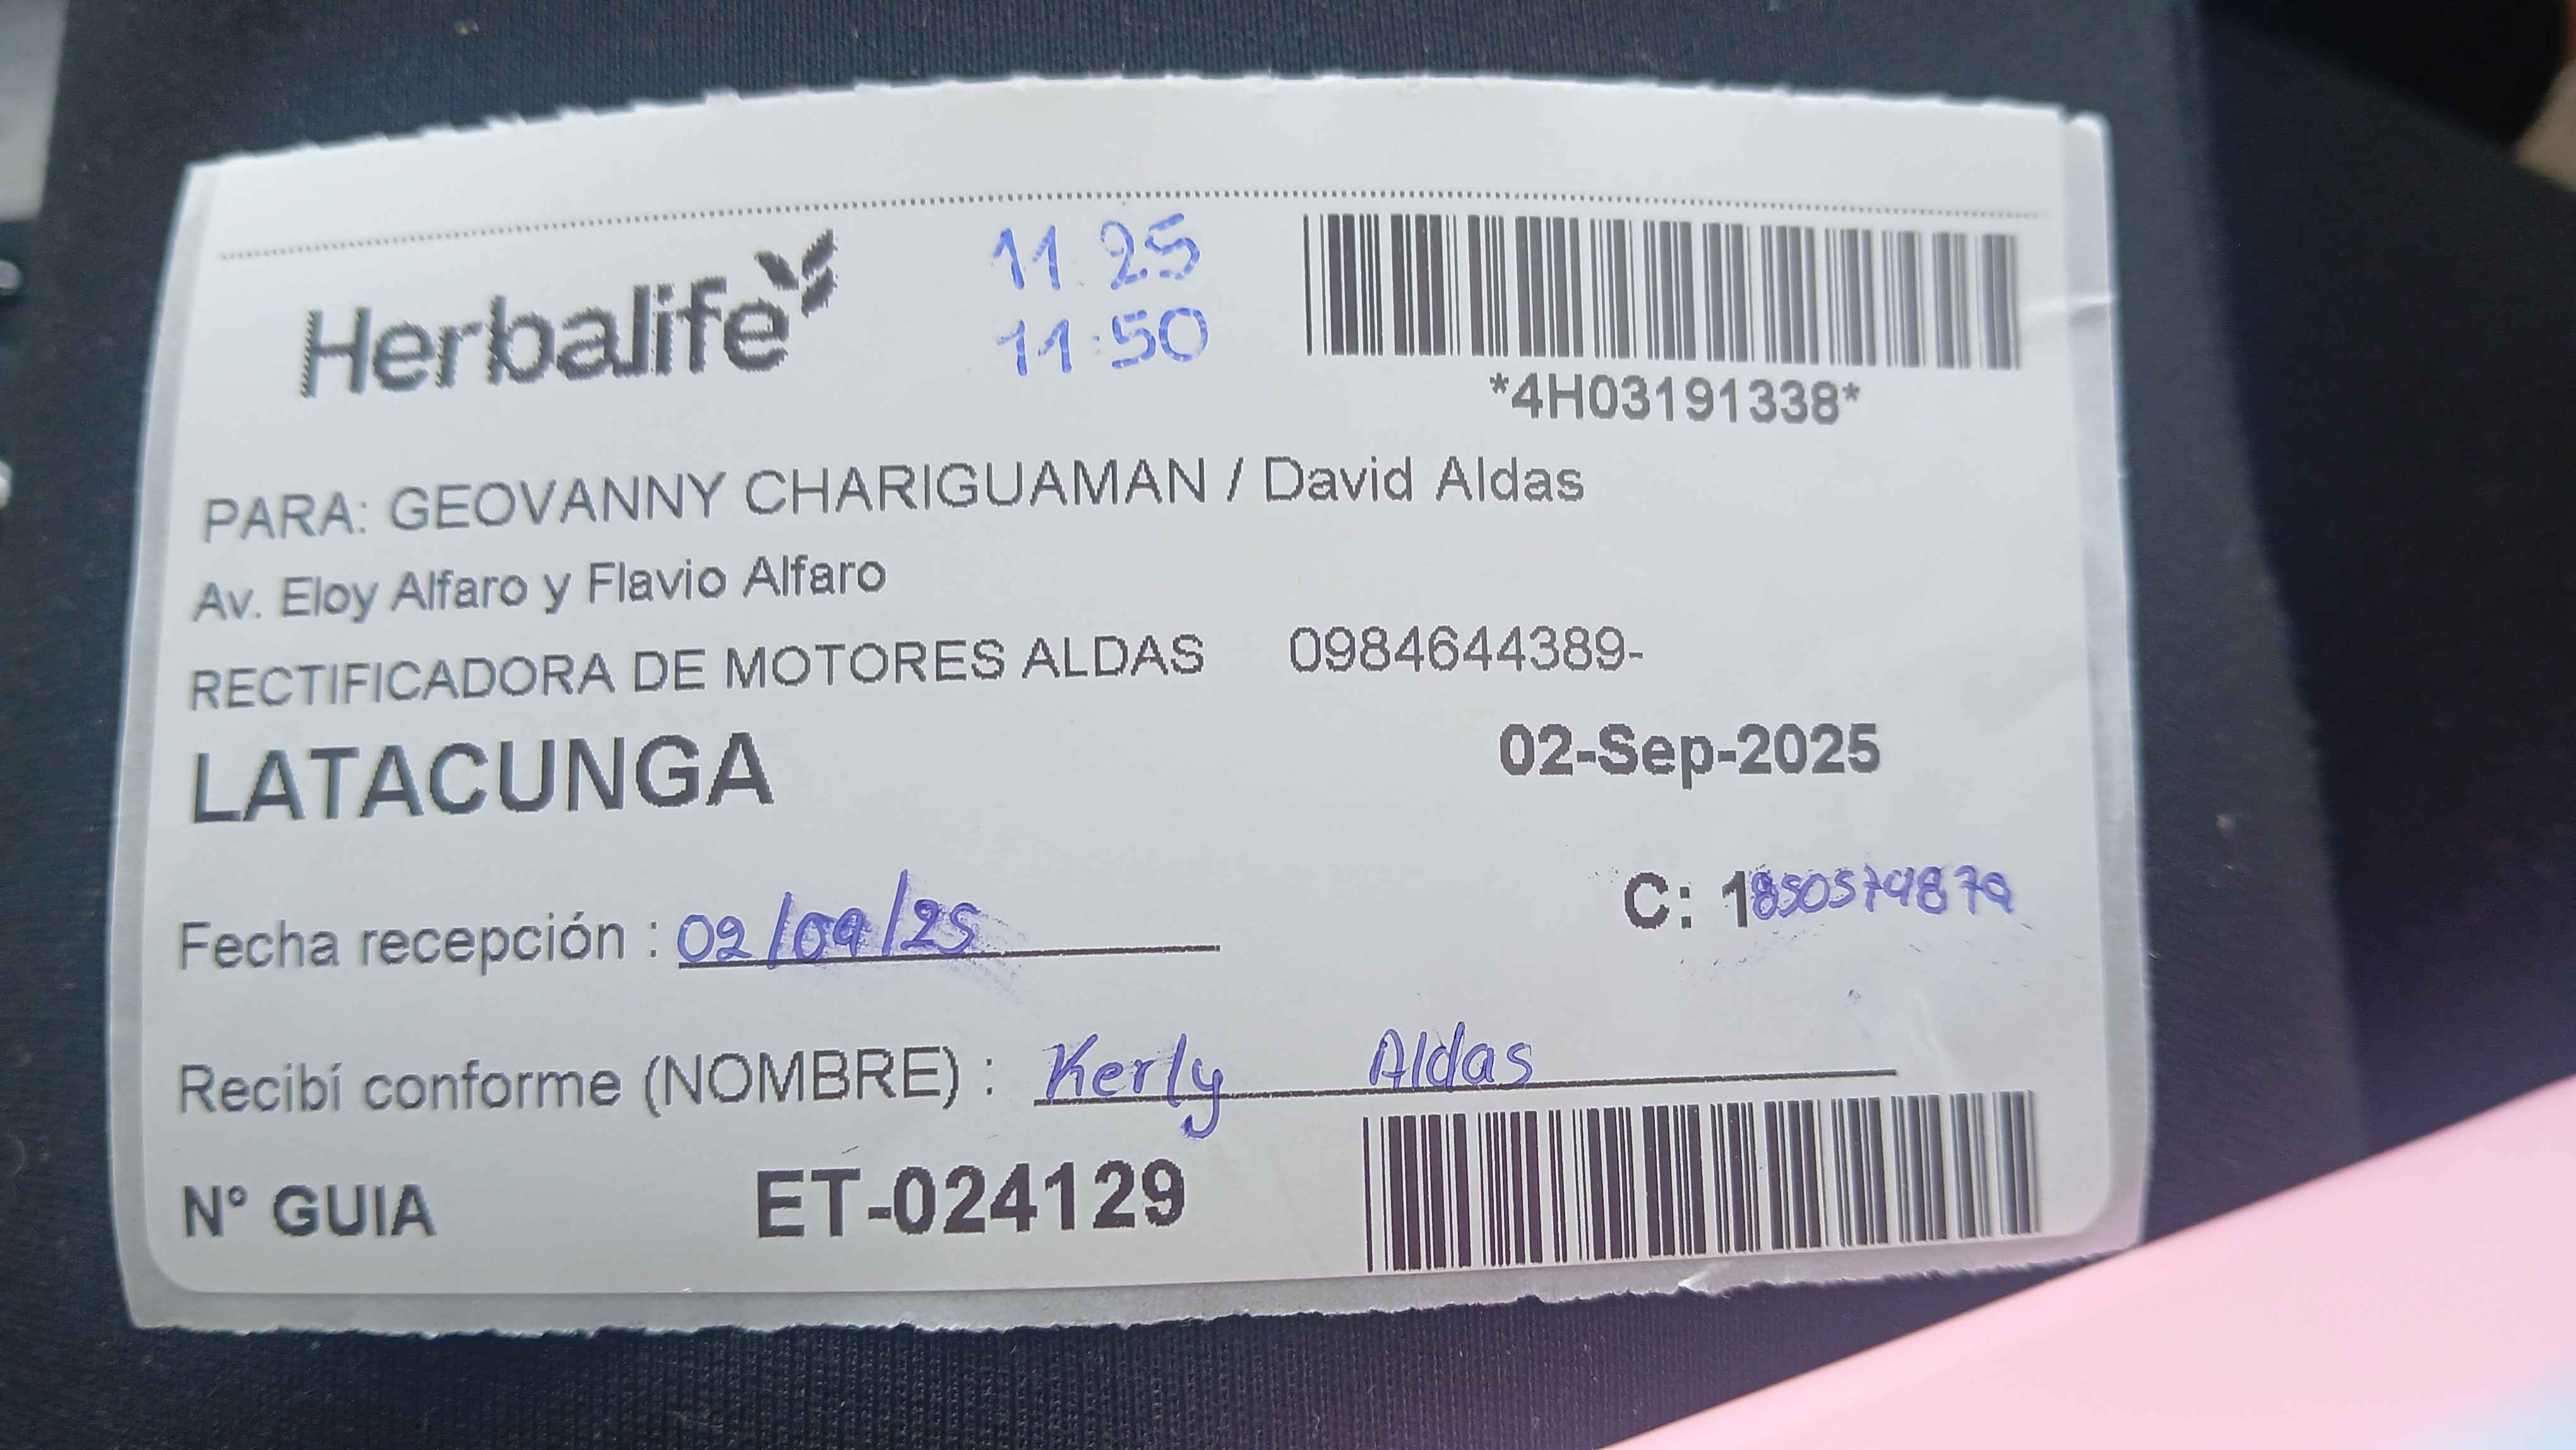 Herbalife
11 25
11:50
*4H03191338*
PARA: GEOVANNY CHARIGUAMAN / David Aldas
Av. Eloy Alfaro y Flavio Alfaro
RECTIFICADORA DE MOTORES ALDAS 0984644389-
LATACUNGA
02-Sep-2025
C: 1850574879
Fecha recepción : 02/09/25
Recibí conforme (NOMBRE) : Kerly Aldas
N° GUIA ET-024129